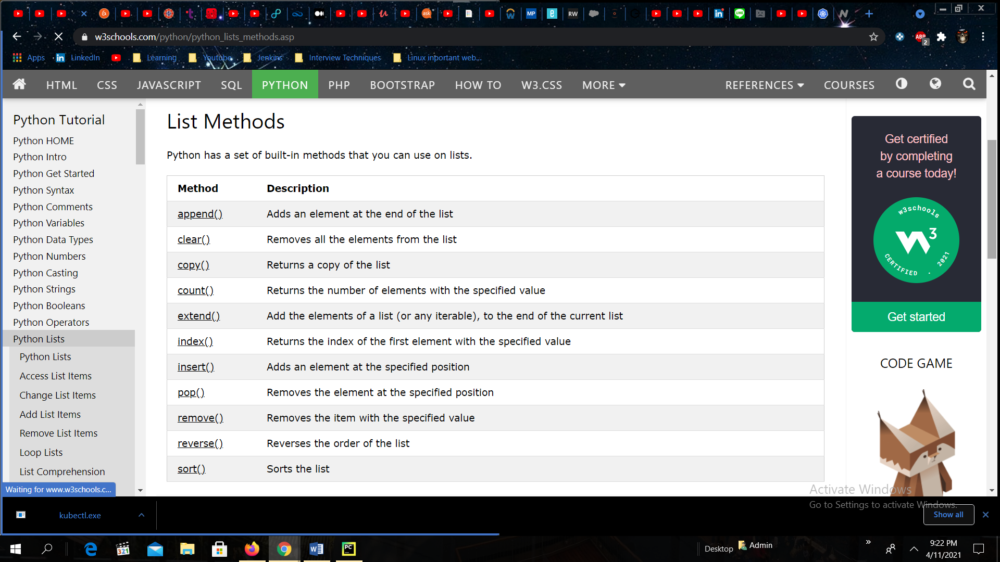 w3schools.com/python/python_lists_methods.asp
ABP
2
ask
MP
e
RW
in
LINE
Apps
LinkedIn
Learning
Youtube
Jenkins
Interview Techniques
Linux inportant web...
HTML
CSS
JAVASCRIPT
SQL
PYTHON
PHP
BOOTSTRAP
HOW TO
W3.CSS
MORE
REFERENCES
COURSES
Python Tutorial
Python HOME
Python Intro
Python Get Started
Python Syntax
Python Comments
Python Variables
Python Data Types
Python Numbers
Python Casting
Python Strings
Python Booleans
Python Operators
Python Lists
Python Lists
Access List Items
Change List Items
Add List Items
Remove List Items
Loop Lists
List Comprehension
Waiting for www.w3schools.c...
List Methods
Python has a set of built-in methods that you can use on lists.
Method Description
append() Adds an element at the end of the list
clear() Removes all the elements from the list
copy() Returns a copy of the list
count() Returns the number of elements with the specified value
extend() Add the elements of a list (or any iterable), to the end of the current list
index() Returns the index of the first element with the specified value
insert() Adds an element at the specified position
pop() Removes the element at the specified position
remove() Removes the item with the specified value
reverse() Reverses the order of the list
sort() Sorts the list
Get certified
by completing
a course today!
w3schools
W3
CERTIFIED . 2021
Get started
CODE GAME
Activate Windows
Go to Settings to activate Windows.
kubectl.exe
Show all
321
W
PC
Desktop
Admin
»
9:22 PM
4/11/2021